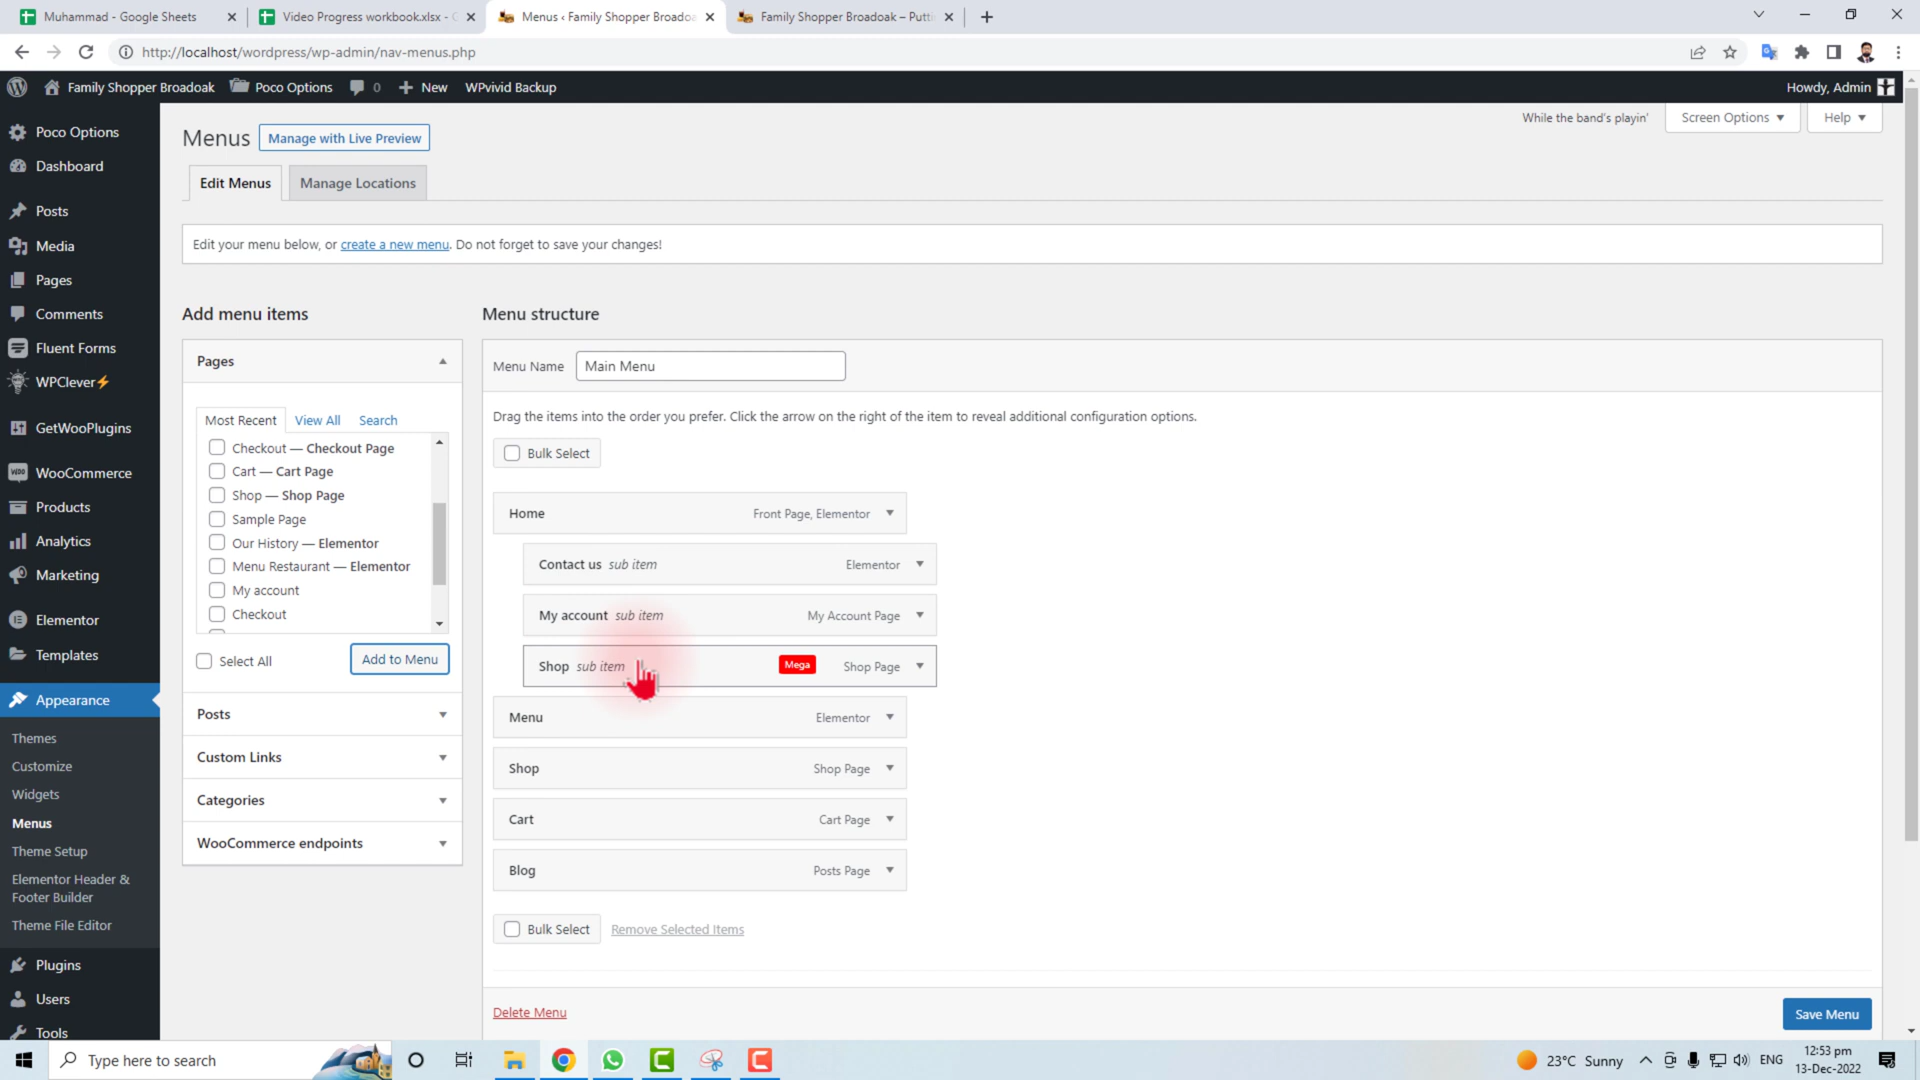 Muhammad - Google Sheets
Video Progress workbook.xlsx - G
Menus ‹ Family Shopper Broadoa
Family Shopper Broadoak – Putti
http://localhost/wordpress/wp-admin/nav-menus.php
Family Shopper Broadoak
Poco Options
0
New
WPvivid Backup
Howdy, Admin
Poco Options
Dashboard
Posts
Media
Pages
Comments
Fluent Forms
WPClever
GetWooPlugins
WooCommerce
Products
Analytics
Marketing
Elementor
Templates
Appearance
Themes
Customize
Widgets
Menus
Theme Setup
Elementor Header &
Footer Builder
Theme File Editor
Plugins
Users
Tools
Menus
Manage with Live Preview
While the band's playin'
Screen Options
Help
Edit Menus
Manage Locations
Edit your menu below, or create a new menu. Do not forget to save your changes!
Add menu items
Pages
Most Recent
View All
Search
Checkout — Checkout Page
Cart — Cart Page
Shop — Shop Page
Sample Page
Our History — Elementor
Menu Restaurant — Elementor
My account
Checkout
Select All
Add to Menu
Posts
Custom Links
Categories
WooCommerce endpoints
Menu structure
Menu Name
Main Menu
Drag the items into the order you prefer. Click the arrow on the right of the item to reveal additional configuration options.
Bulk Select
Home
Front Page, Elementor
Contact us sub item
Elementor
My account sub item
My Account Page
Shop sub item
Mega
Shop Page
Menu
Elementor
Shop
Shop Page
Cart
Cart Page
Blog
Posts Page
Bulk Select
Remove Selected Items
Delete Menu
Save Menu
Type here to search
23°C Sunny
ENG
12:53 pm
13-Dec-2022